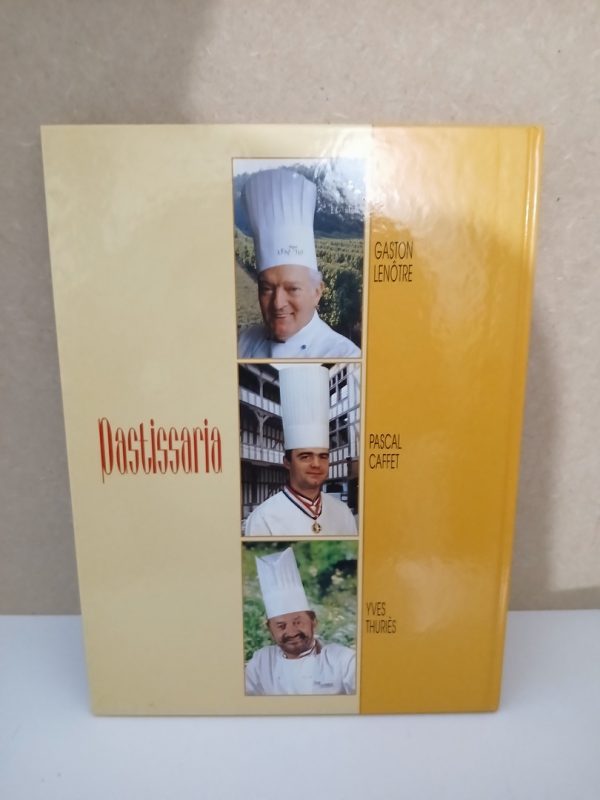 Pastissaria
GASTON
LENÔTRE
PASCAL
CAFFET
YVES
THURIÈS